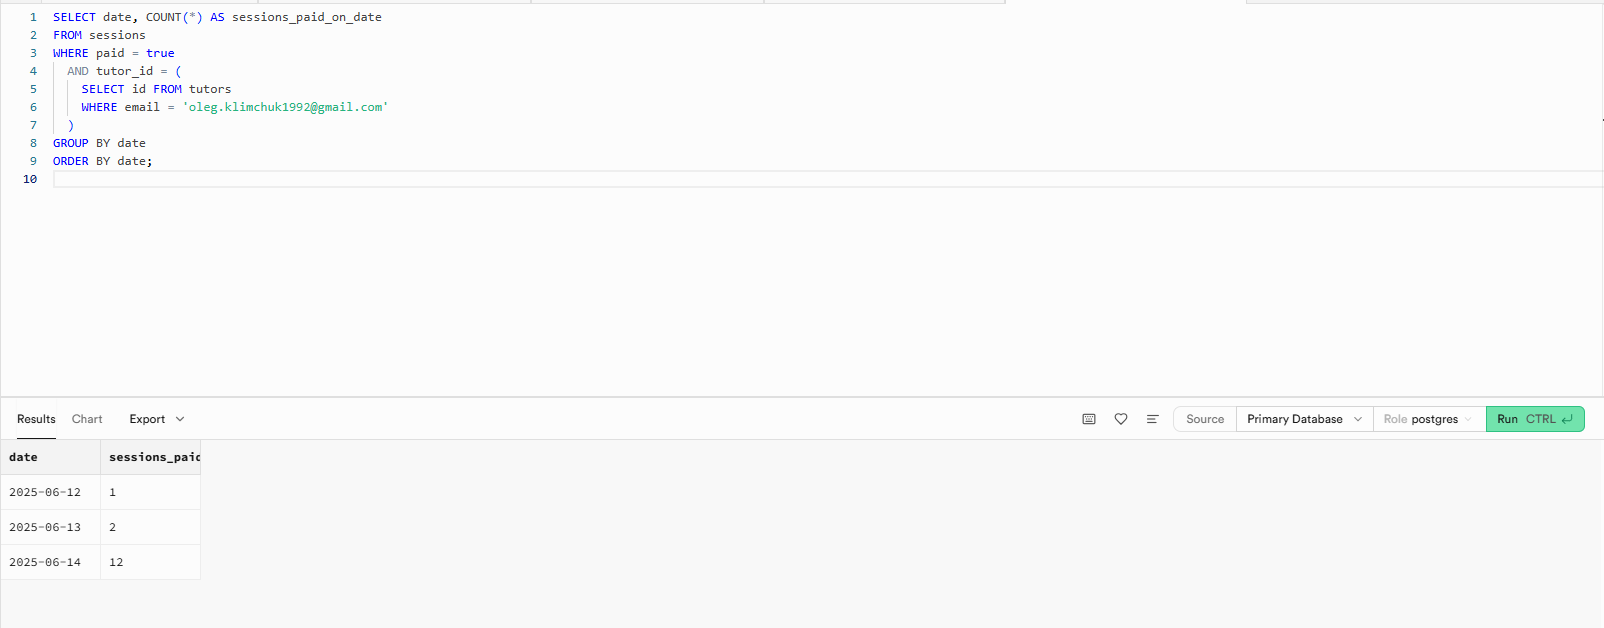 1 SELECT date, COUNT(*) AS sessions_paid_on_date
2 FROM sessions
3 WHERE paid = true
4 AND tutor_id = (
5 SELECT id FROM tutors
6 WHERE email = 'oleg.klimchuk1992@gmail.com'
7 )
8 GROUP BY date
9 ORDER BY date;
10
Results Chart Export Source Primary Database Role postgres Run CTRL
date sessions_paid
2025-06-12 1
2025-06-13 2
2025-06-14 12